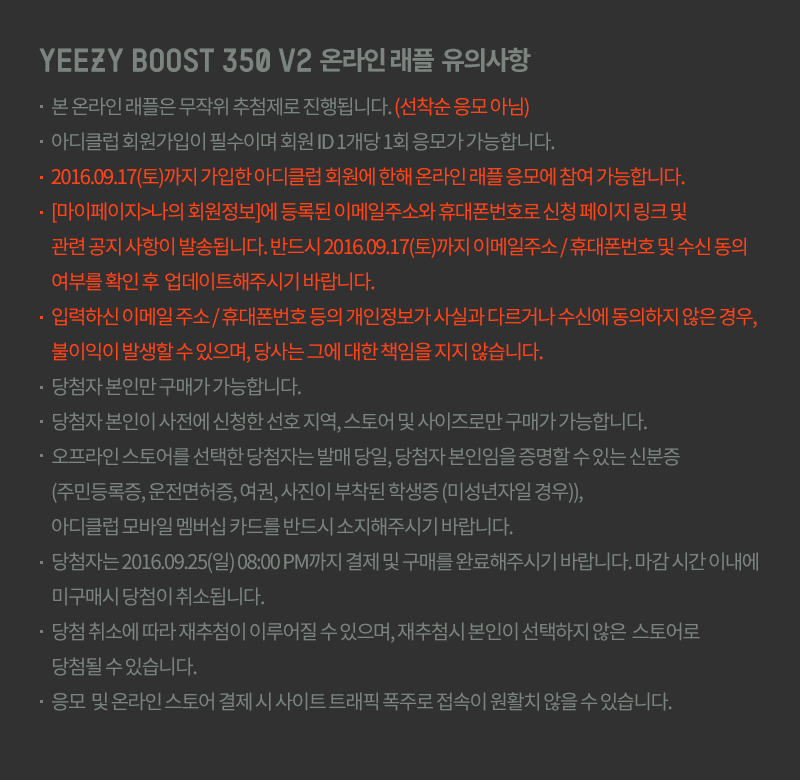 YEEZY BOOST 350 V2 온라인 래플 유의사항
· 본 온라인 래플은 무작위 추첨제로 진행됩니다. (선착순 응모 아님)
· 아디클럽 회원가입이 필수이며 회원 ID 1개당 1회 응모가 가능합니다.
· 2016.09.17(토)까지 가입한 아디클럽 회원에 한해 온라인 래플 응모에 참여 가능합니다.
· [마이페이지>나의 회원정보]에 등록된 이메일주소와 휴대폰번호로 신청 페이지 링크 및
관련 공지 사항이 발송됩니다. 반드시 2016.09.17(토)까지 이메일주소 / 휴대폰번호 및 수신 동의
여부를 확인 후 업데이트해주시기 바랍니다.
· 입력하신 이메일 주소 / 휴대폰번호 등의 개인정보가 사실과 다르거나 수신에 동의하지 않은 경우,
불이익이 발생할 수 있으며, 당사는 그에 대한 책임을 지지 않습니다.
· 당첨자 본인만 구매가 가능합니다.
· 당첨자 본인이 사전에 신청한 선호 지역, 스토어 및 사이즈로만 구매가 가능합니다.
· 오프라인 스토어를 선택한 당첨자는 발매 당일, 당첨자 본인임을 증명할 수 있는 신분증
(주민등록증, 운전면허증, 여권, 사진이 부착된 학생증 (미성년자일 경우)),
아디클럽 모바일 멤버십 카드를 반드시 소지해주시기 바랍니다.
· 당첨자는 2016.09.25(일) 08:00 PM까지 결제 및 구매를 완료해주시기 바랍니다. 마감 시간 이내에
미구매시 당첨이 취소됩니다.
· 당첨 취소에 따라 재추첨이 이루어질 수 있으며, 재추첨시 본인이 선택하지 않은 스토어로
당첨될 수 있습니다.
· 응모 및 온라인 스토어 결제 시 사이트 트래픽 폭주로 접속이 원활치 않을 수 있습니다.